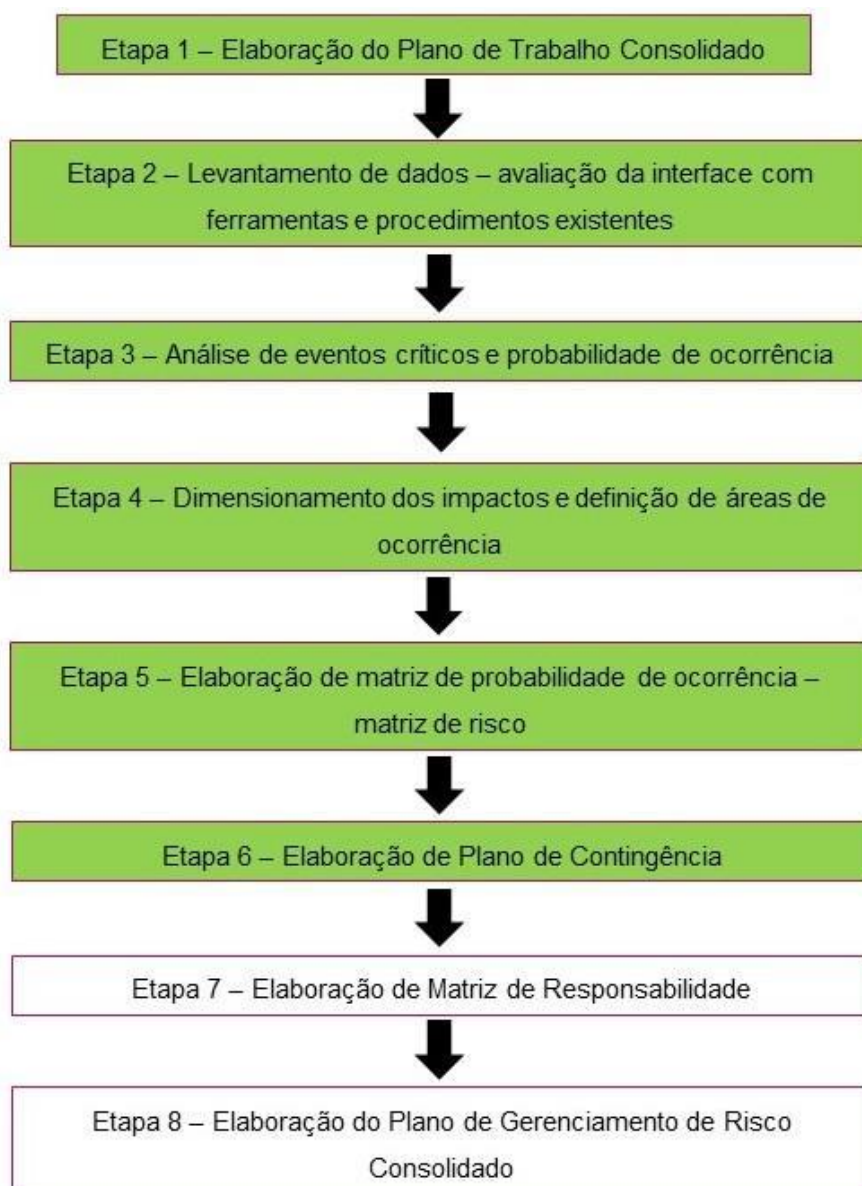 Etapa 1 – Elaboração do Plano de Trabalho Consolidado
Etapa 2 – Levantamento de dados – avaliação da interface com
ferramentas e procedimentos existentes
Etapa 3 – Análise de eventos críticos e probabilidade de ocorrência
Etapa 4 – Dimensionamento dos impactos e definição de áreas de
ocorrência
Etapa 5 – Elaboração de matriz de probabilidade de ocorrência –
matriz de risco
Etapa 6 – Elaboração de Plano de Contingência
Etapa 7 – Elaboração de Matriz de Responsabilidade
Etapa 8 – Elaboração do Plano de Gerenciamento de Risco
Consolidado